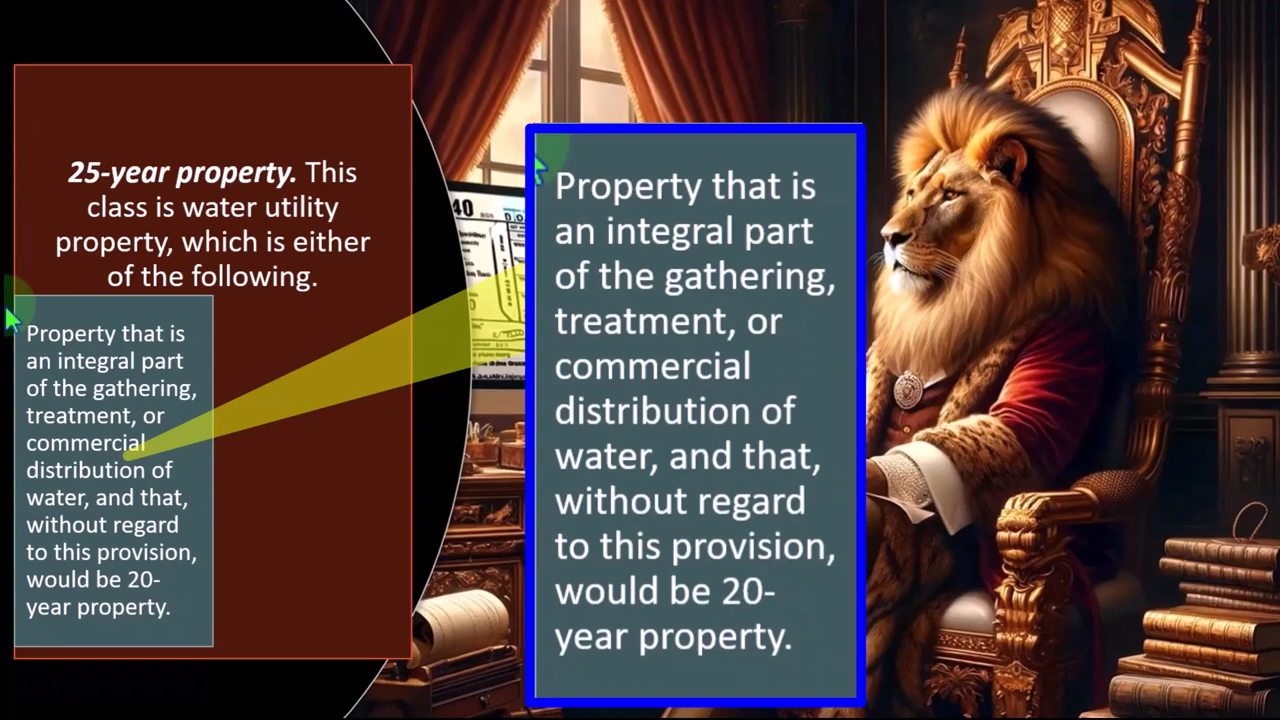 25-year property. This
class is water utility
property, which is either
of the following.
Property that is
an integral part
of the gathering,
treatment, or
commercial
distribution of
water, and that,
without regard
to this provision,
would be 20-
year property.
40
Property that is
an integral part
of the gathering,
treatment, or
commercial
distribution of
water, and that,
without regard
to this provision,
would be 20-
year property.